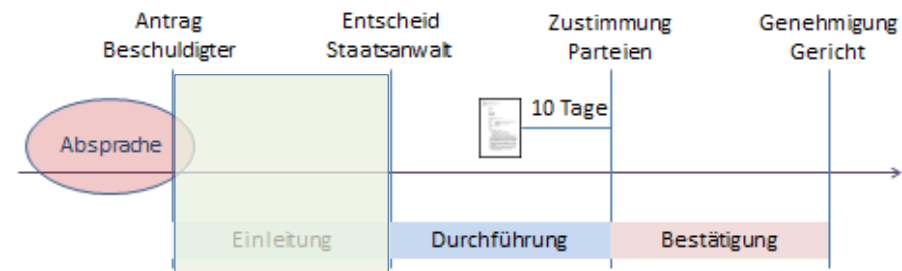 Antrag
Beschuldigter
Entscheid
Staatsanwalt
Zustimmung
Parteien
Genehmigung
Gericht
10 Tage
Absprache
Einleitung
Durchführung
Bestätigung